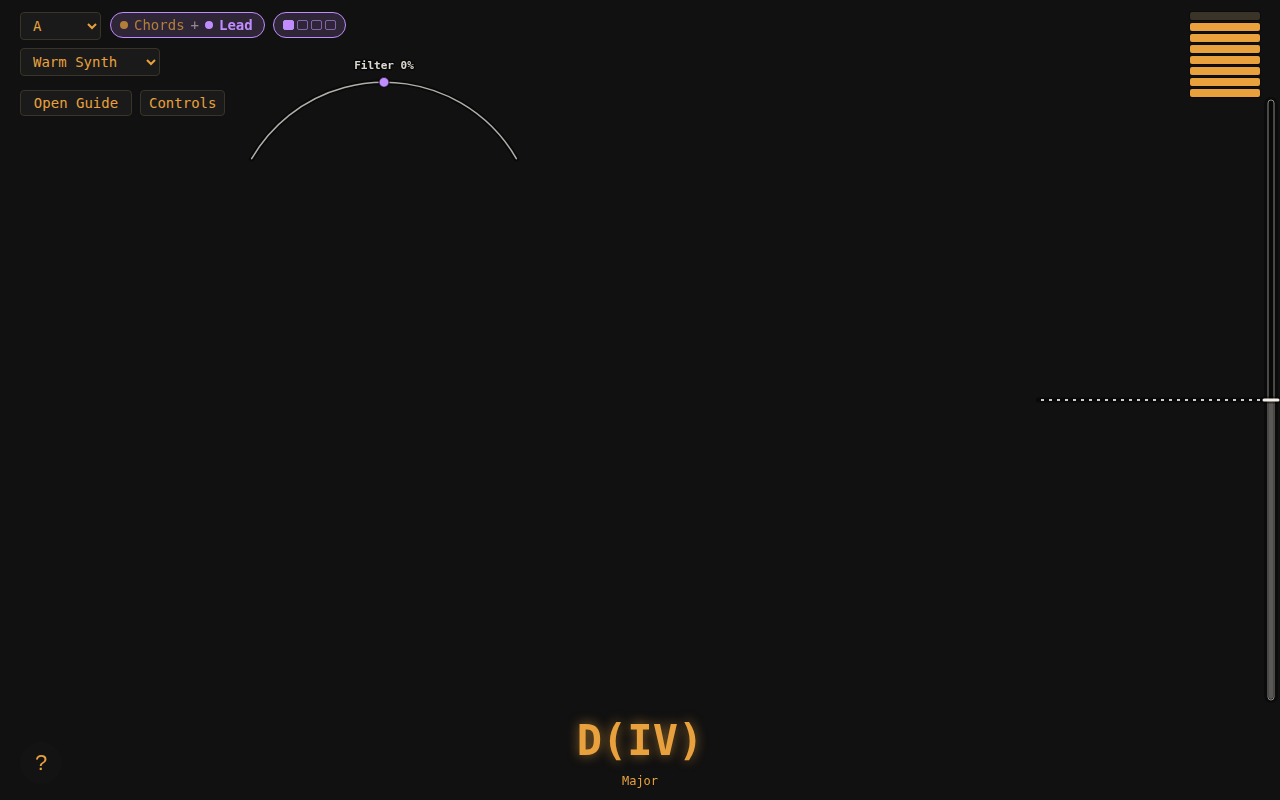 A
Chords + Lead
Warm Synth
Filter 0%
Open Guide
Controls
D(IV)
Major
?